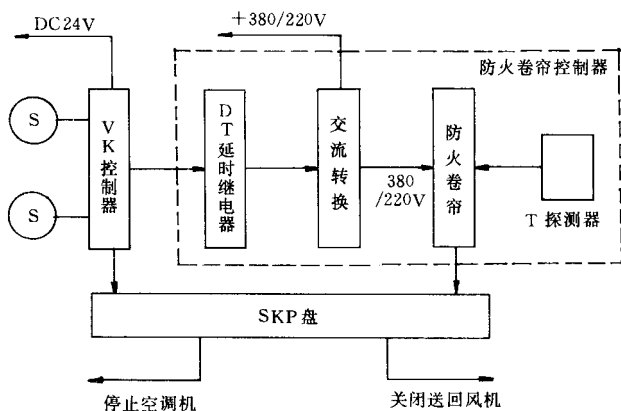 DC24V
+380/220V
防火卷帘控制器
S
S
VK控制器
DT延时继电器
交流转换
380
/220V
防火卷帘
T 探测器
SKP盘
停止空调机
关闭送回风机